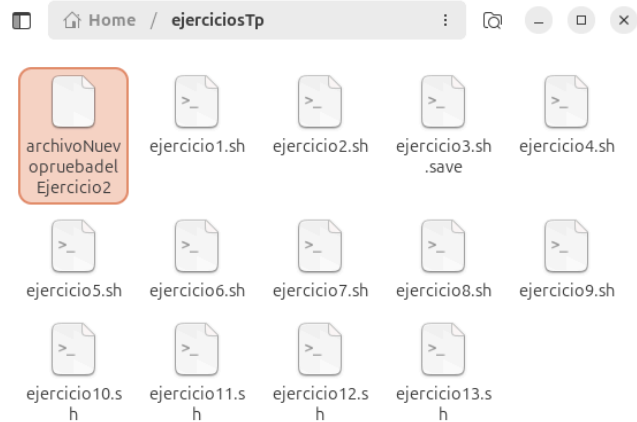 Home / ejerciciosTp
archivoNuev
opruebadel
Ejercicio2
ejercicio1.sh
ejercicio2.sh
ejercicio3.sh
.save
ejercicio4.sh
ejercicio5.sh
ejercicio6.sh
ejercicio7.sh
ejercicio8.sh
ejercicio9.sh
ejercicio10.s
h
ejercicio11.s
h
ejercicio12.s
h
ejercicio13.s
h